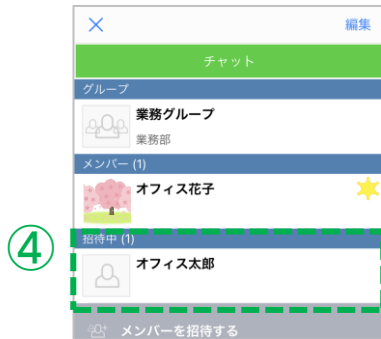 編集
チャット
グループ
業務グループ
業務部
メンバー (1)
オフィス花子
招待中 (1)
④
オフィス太郎
メンバーを招待する